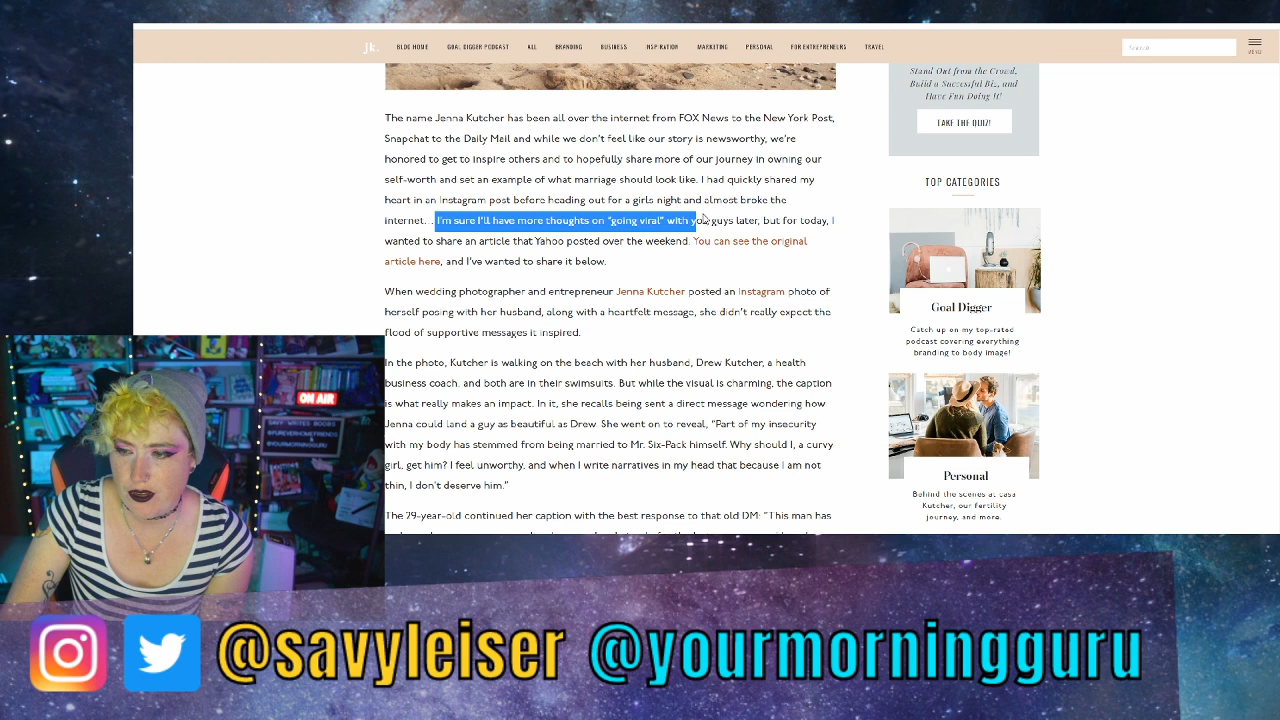 jk.
BLOG HOME
GOAL DIGGER PODCAST
ALL
BRANDING
BUSINESS
INSPIRATION
MARKETING
PERSONAL
FOR ENTREPRENEURS
TRAVEL
Search
MENU
The name Jenna Kutcher has been all over the internet from FOX News to the New York Post,
Snapchat to the Daily Mail and while we don't feel like our story is newsworthy, we're
honored to get to inspire others and to hopefully share more of our journey in owning our
self-worth and set an example of what marriage should look like. I had quickly shared my
heart in an Instagram post before heading out for a girls night and almost broke the
internet… I'm sure I'll have more thoughts on "going viral" with you guys later, but for today, I
wanted to share an article that Yahoo posted over the weekend. You can see the original
article here, and I've wanted to share it below.
When wedding photographer and entrepreneur Jenna Kutcher posted an Instagram photo of
herself posing with her husband, along with a heartfelt message, she didn't really expect the
flood of supportive messages it inspired.
In the photo, Kutcher is walking on the beach with her husband, Drew Kutcher, a health
business coach, and both are in their swimsuits. But while the visual is charming, the caption
is what really makes an impact. In it, she recalls being sent a direct message wondering how
Jenna could land a guy as beautiful as Drew. She went on to reveal, "Part of my insecurity
with my body has stemmed from being married to Mr. Six-Pack himself. Why should I, a curvy
girl, get him? I feel unworthy, and when I write narratives in my head that because I am not
thin, I don't deserve him."
The 29-year-old continued her caption with the best response to that old DM: "This man has
Stand Out from the Crowd,
Build a Successful Biz, and
Have Fun Doing It!
TAKE THE QUIZ!
TOP CATEGORIES
Goal Digger
Catch up on my top-rated
podcast covering everything
branding to body image!
Personal
Behind the scenes at casa
Kutcher, our fertility
journey, and more.
ON AIR
SAVY WRITES BOOKS
@FUREVERHOMEFRIENDS
&
@YOURMORNINGURU
@savyleiser @yourmorningguru